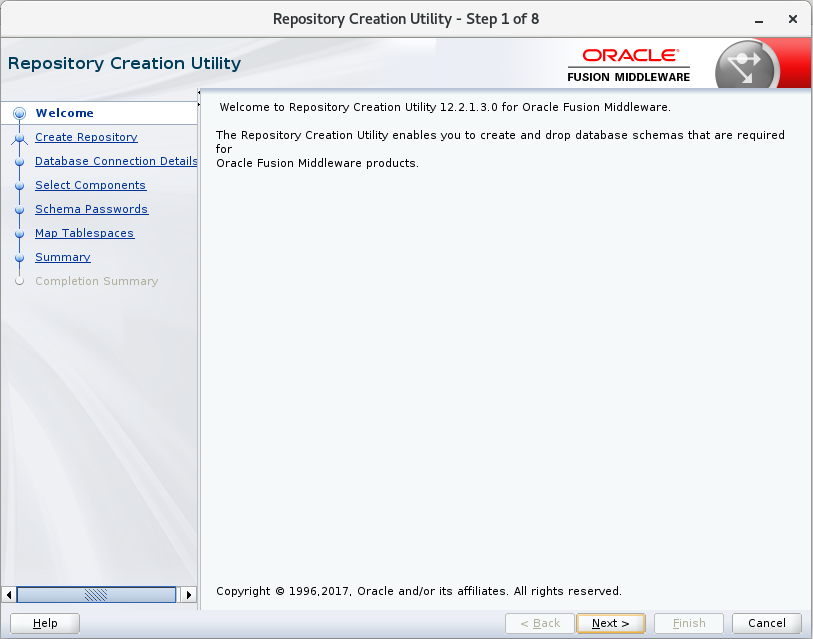 Repository Creation Utility - Step 1 of 8
Repository Creation Utility
ORACLE
FUSION MIDDLEWARE
Welcome
Create Repository
Database Connection Details
Select Components
Schema Passwords
Map Tablespaces
Summary
Completion Summary
Welcome to Repository Creation Utility 12.2.1.3.0 for Oracle Fusion Middleware.
The Repository Creation Utility enables you to create and drop database schemas that are required
for
Oracle Fusion Middleware products.
Copyright © 1996,2017, Oracle and/or its affiliates. All rights reserved.
Help
< Back
Next >
Finish
Cancel